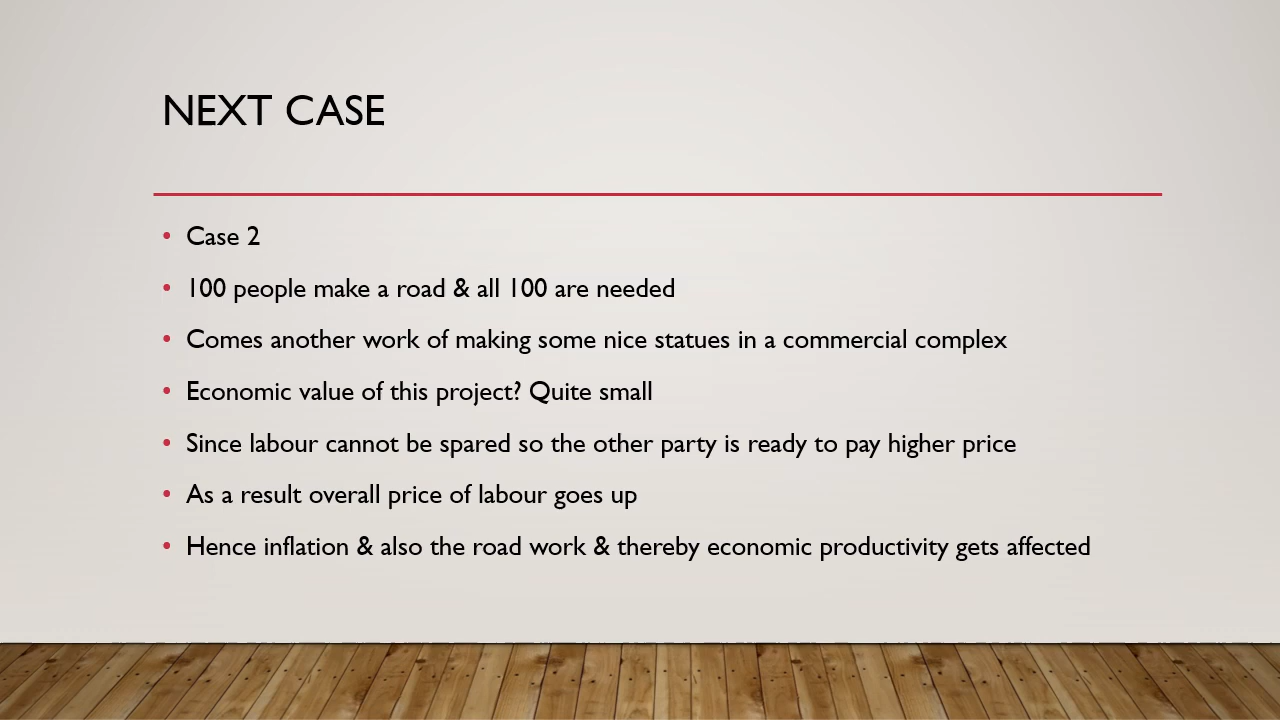 NEXT CASE
• Case 2
• 100 people make a road & all 100 are needed
• Comes another work of making some nice statues in a commercial complex
• Economic value of this project? Quite small
• Since labour cannot be spared so the other party is ready to pay higher price
• As a result overall price of labour goes up
• Hence inflation & also the road work & thereby economic productivity gets affected